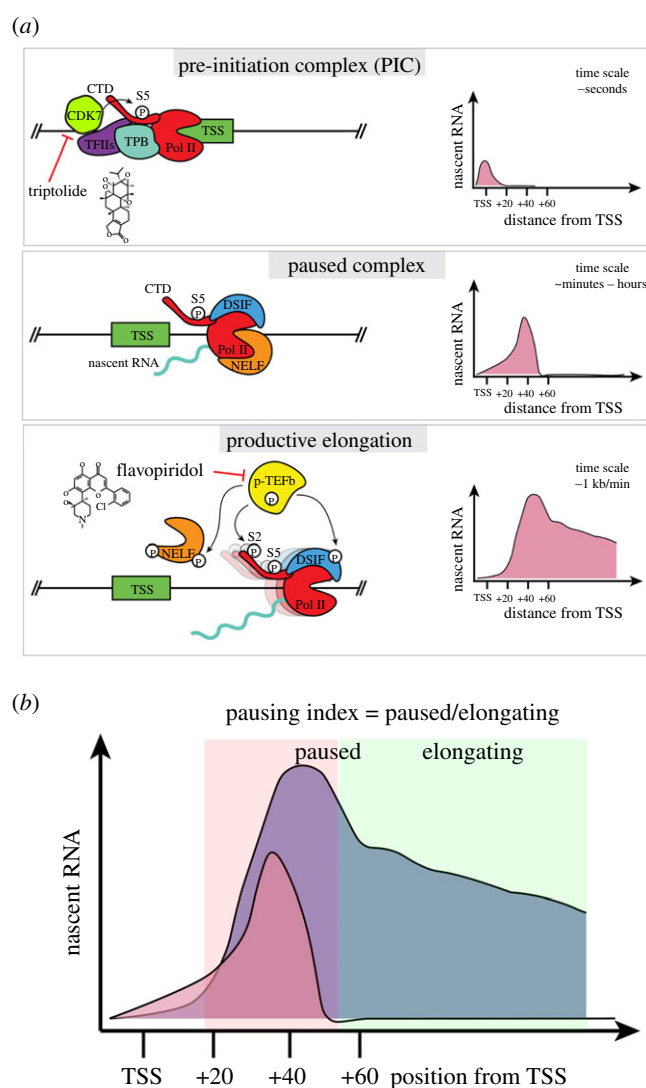 (a)
pre-initiation complex (PIC)
CTD
S5
P
CDK7
TFIIs
TPB
Pol II
TSS
triptolide
time scale
~seconds
nascent RNA
TSS +20 +40 +60
distance from TSS
paused complex
CTD
S5
P
DSIF
TSS
Pol II
NELF
nascent RNA
time scale
~minutes – hours
nascent RNA
TSS +20 +40 +60
distance from TSS
productive elongation
flavopiridol
p-TEFb
P
Cl
P
NELF
P
S2
P
S5
P
DSIF
P
TSS
Pol II
time scale
~1 kb/min
nascent RNA
TSS +20 +40 +60
distance from TSS
(b)
pausing index = paused/elongating
paused elongating
nascent RNA
TSS +20 +40 +60 position from TSS